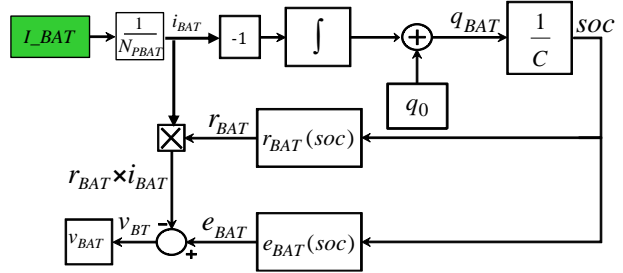 I_BAT
1
N_PBAT
i_BAT
-1
∫
+
q_BAT
1
C
soc
q_0
r_BAT
r_BAT(soc)
×
r_BAT×i_BAT
−
v_BAT
v_BT
+
e_BAT
e_BAT(soc)